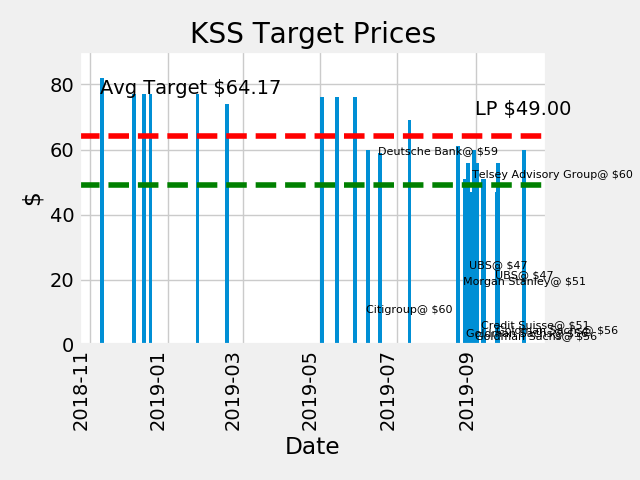 KSS Target Prices
Avg Target $64.17
LP $49.00
Deutsche Bank@ $59
Telsey Advisory Group@ $60
UBS@ $47
UBS@ $47
Morgan Stanley@ $51
Citigroup@ $60
Credit Suisse@ $51
Goldman Sachs@ $56
80
60
40
20
0
$
2018-11
2019-01
2019-03
2019-05
2019-07
2019-09
Date